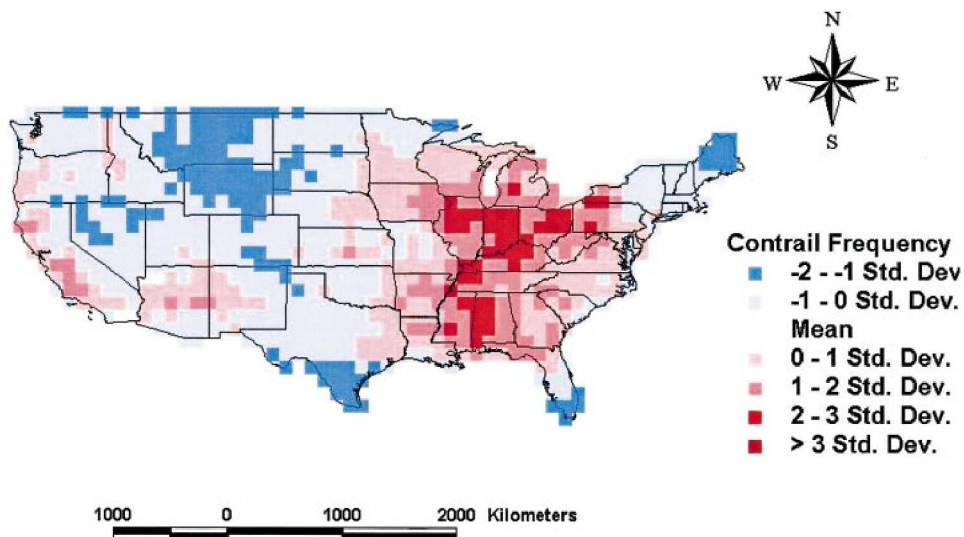 N
W E
S
Contrail Frequency
-2 - -1 Std. Dev
-1 - 0 Std. Dev.
Mean
0 - 1 Std. Dev.
1 - 2 Std. Dev.
2 - 3 Std. Dev.
> 3 Std. Dev.
1000 0 1000 2000 Kilometers